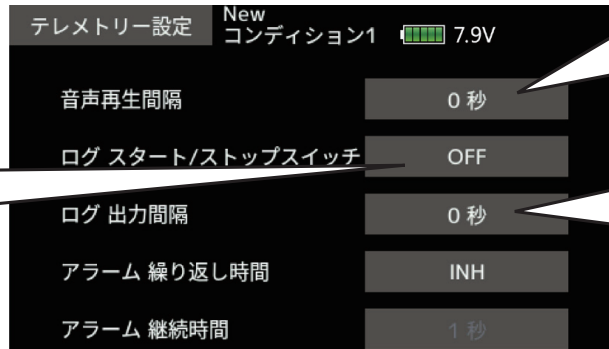 テレメトリー設定
New
コンディション1 7.9V
音声再生間隔 0 秒
ログ スタート/ストップスイッチ OFF
ログ 出力間隔 0 秒
アラーム 繰り返し時間 INH
アラーム 継続時間 1 秒